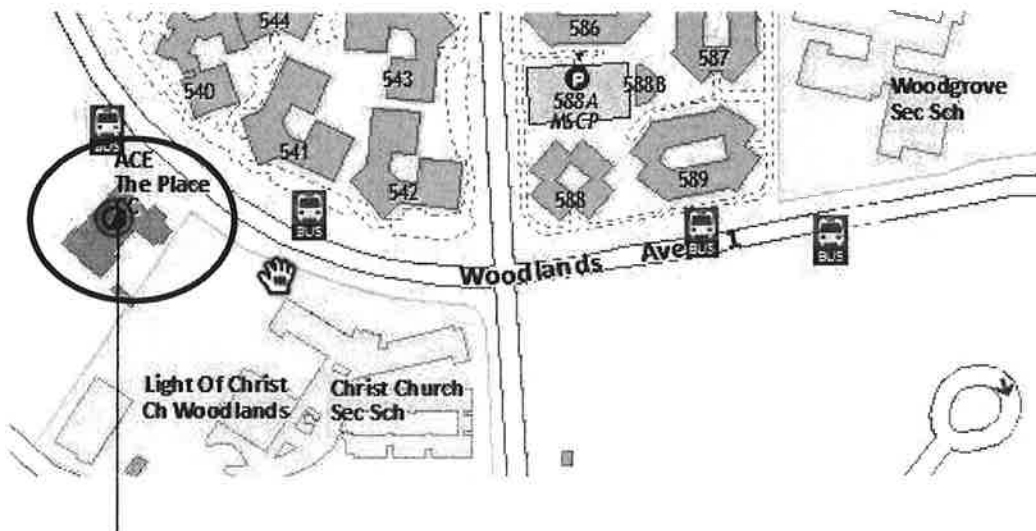 544
586
587
540
543
P
588A
MSCP
588B
Woodgrove
Sec Sch
BUS
ACE
The Place
CC
541
542
588
589
BUS
BUS
BUS
Woodlands Ave 1
Light Of Christ
Ch Woodlands
Christ Church
Sec Sch